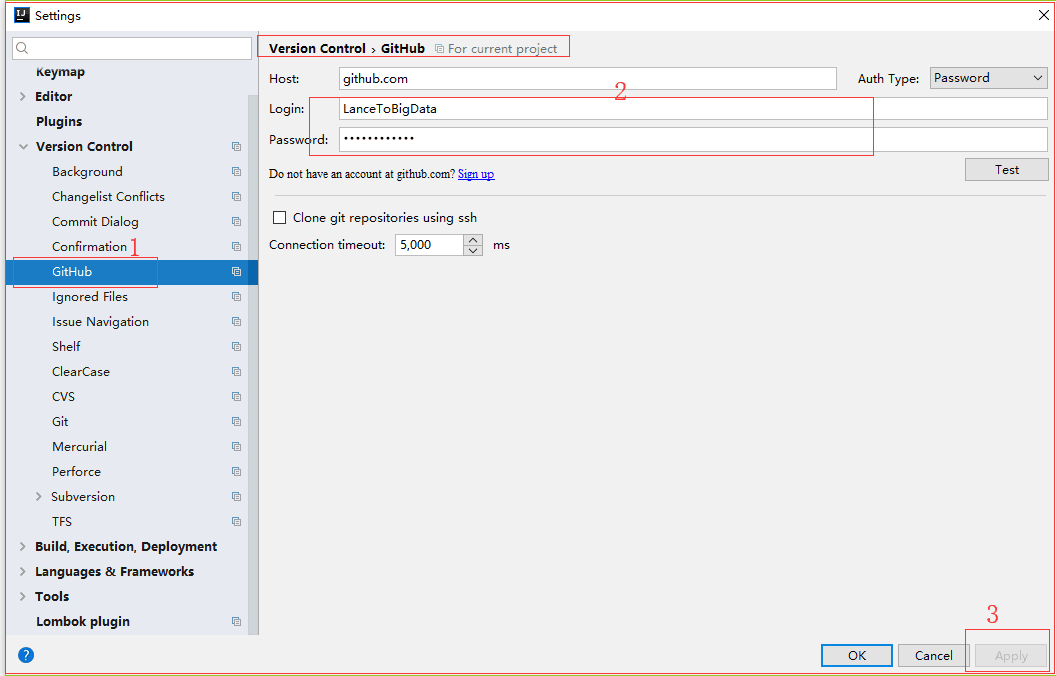 Settings
Version Control › GitHub For current project
Keymap
Editor
Plugins
Version Control
Background
Changelist Conflicts
Commit Dialog
Confirmation 1
GitHub
Ignored Files
Issue Navigation
Shelf
ClearCase
CVS
Git
Mercurial
Perforce
Subversion
TFS
Build, Execution, Deployment
Languages & Frameworks
Tools
Lombok plugin
Host: github.com
Auth Type: Password
2
Login: LanceToBigData
Password: ••••••••••••
Do not have an account at github.com? Sign up
Test
Clone git repositories using ssh
Connection timeout: 5,000 ms
3
?
OK Cancel Apply